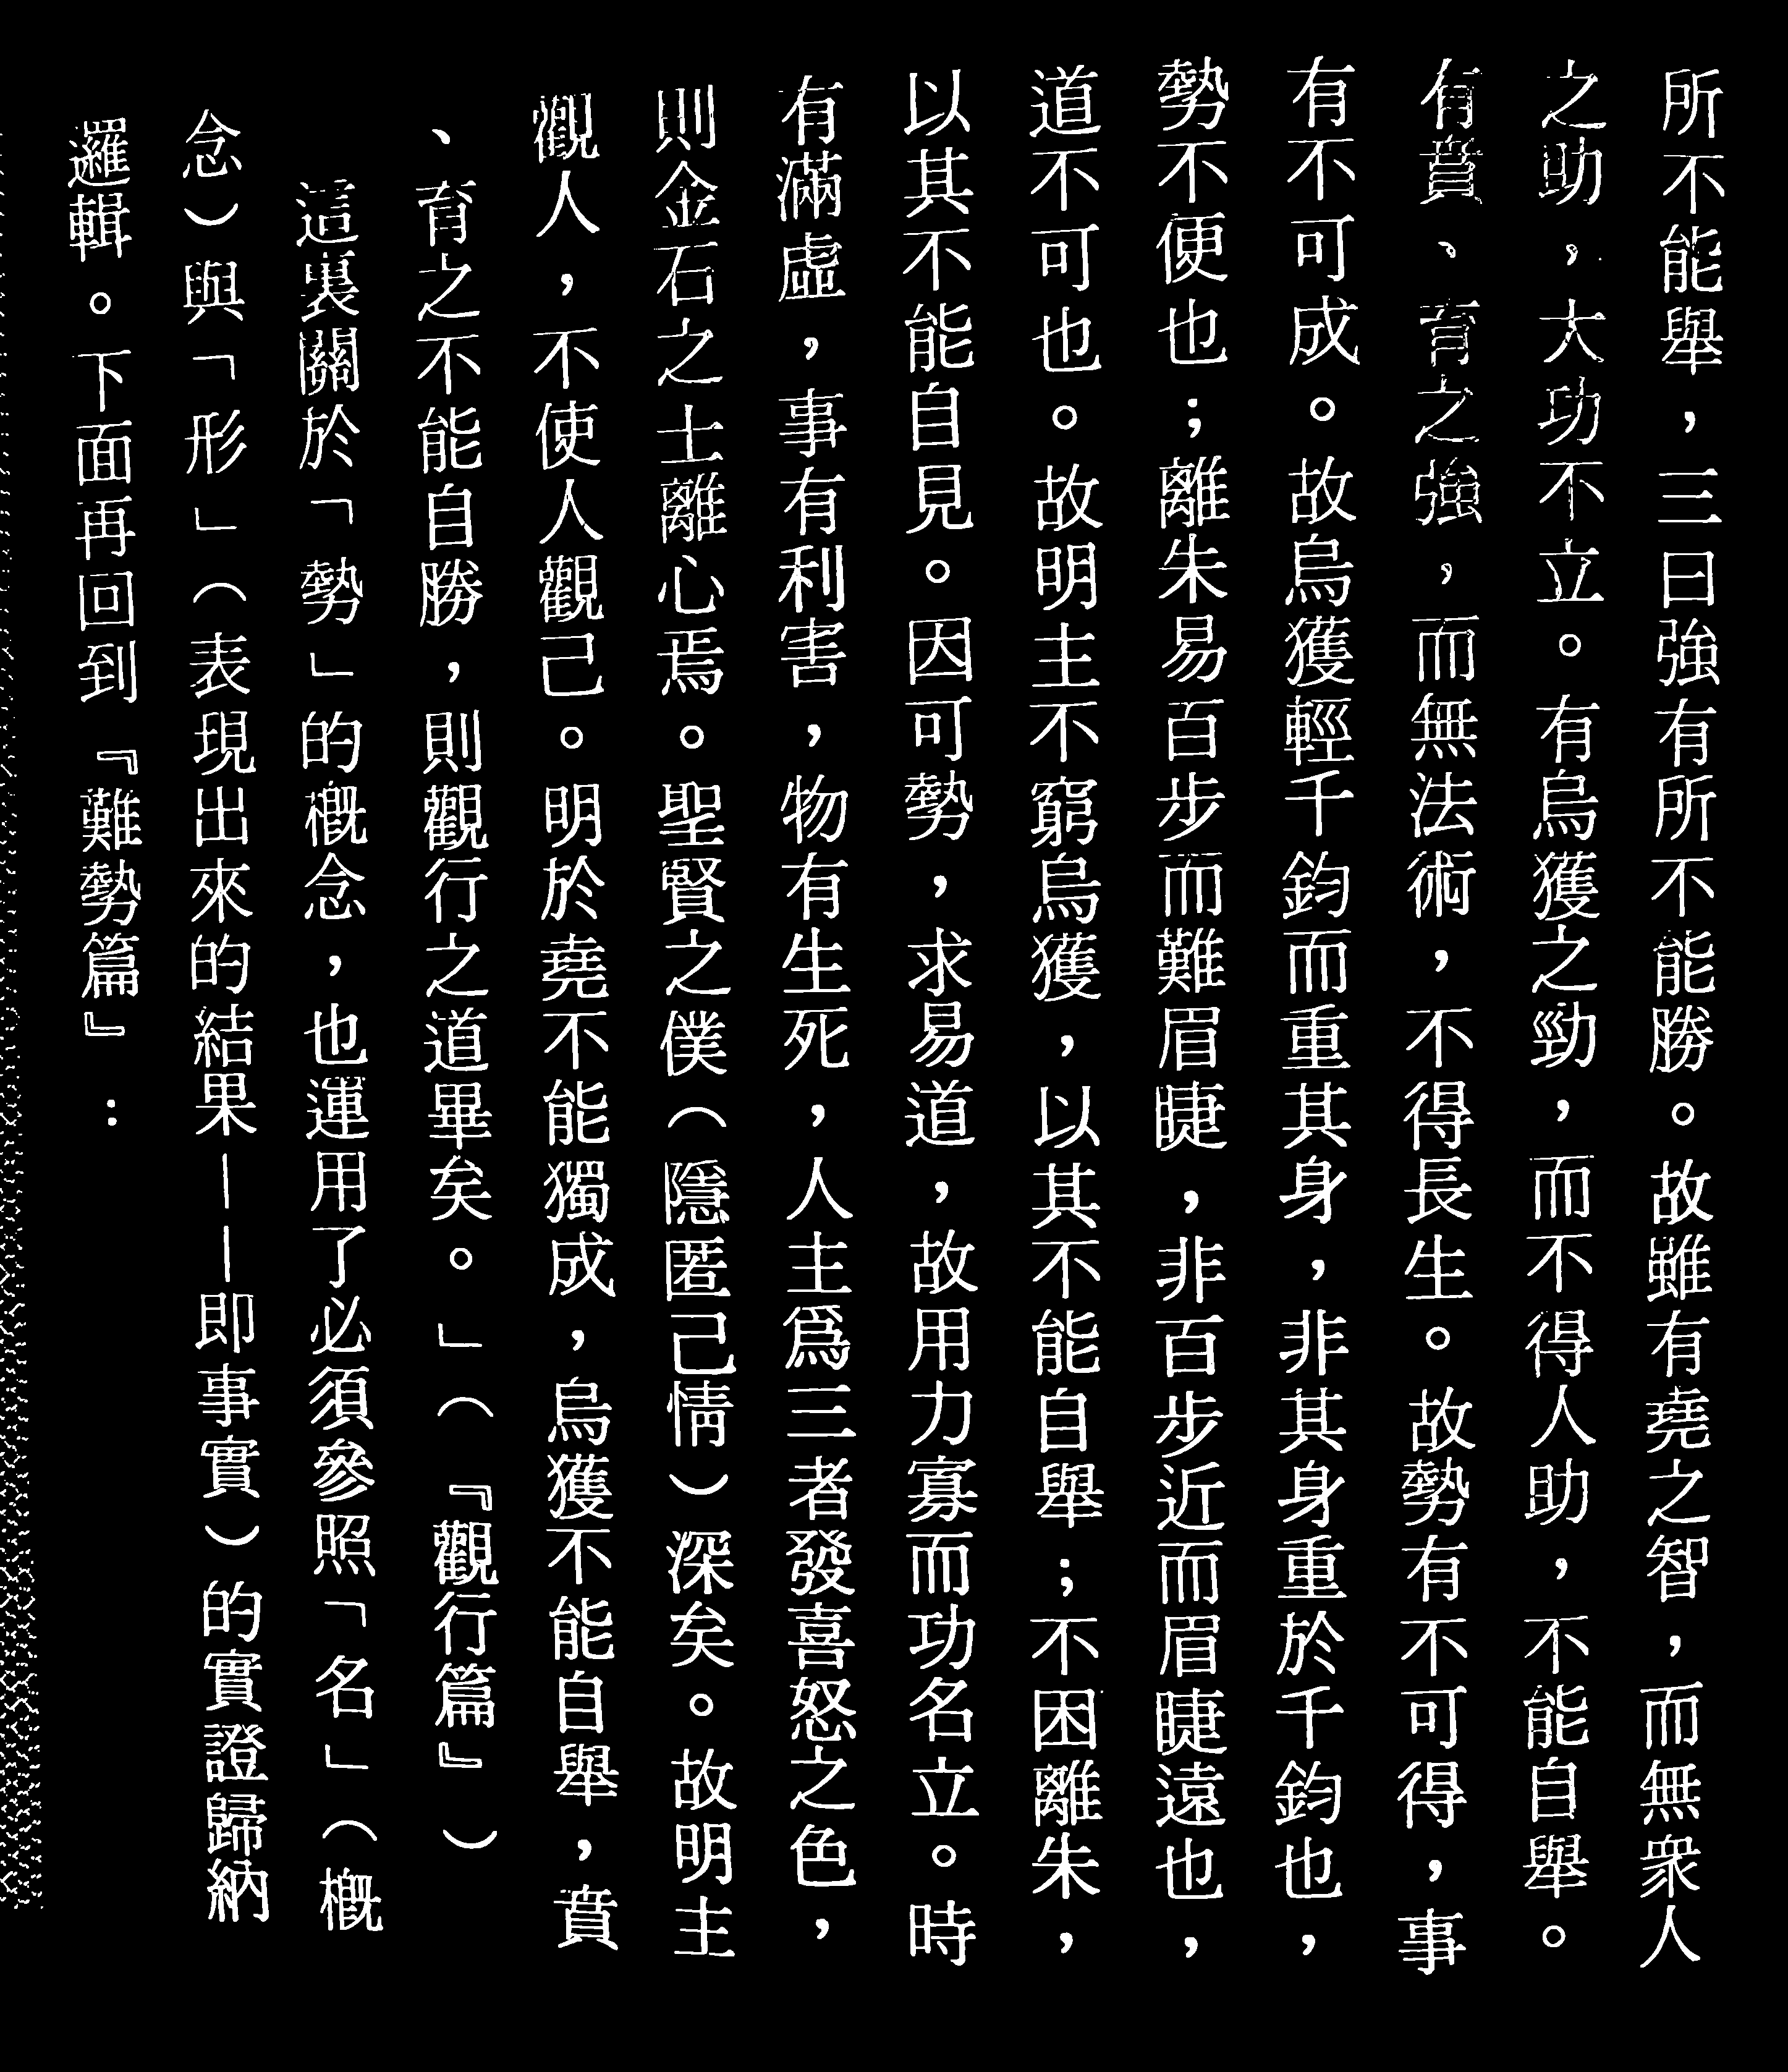 所不能舉，三曰強有所不能勝。故雖有堯之智，而無衆人
之助，大功不立。有烏獲之勁，而不得人助，不能自舉。
有賁、育之強，而無法術，不得長生。故勢有不可得，事
有不可成。故烏獲輕千鈞而重其身，非其身重於千鈞也，
勢不便也；離朱易百步而難眉睫，非百步近而眉睫遠也，
道不可也。故明主不窮烏獲，以其不能自舉；不困離朱，
以其不能自見。因可勢，求易道，故用力寡而功名立。時
有滿虛，事有利害，物有生死，人主爲三者發喜怒之色，
則金石之士離心焉。聖賢之僕（隱匿己情）深矣。故明主
觀人，不使人觀己。明於堯不能獨成，烏獲不能自舉，賁
、育之不能自勝，則觀行之道畢矣。」（『觀行篇』）
這裏關於「勢」的概念，也運用了必須參照「名」（概
念）與「形」（表現出來的結果——即事實）的實證歸納
邏輯。下面再回到『難勢篇』：